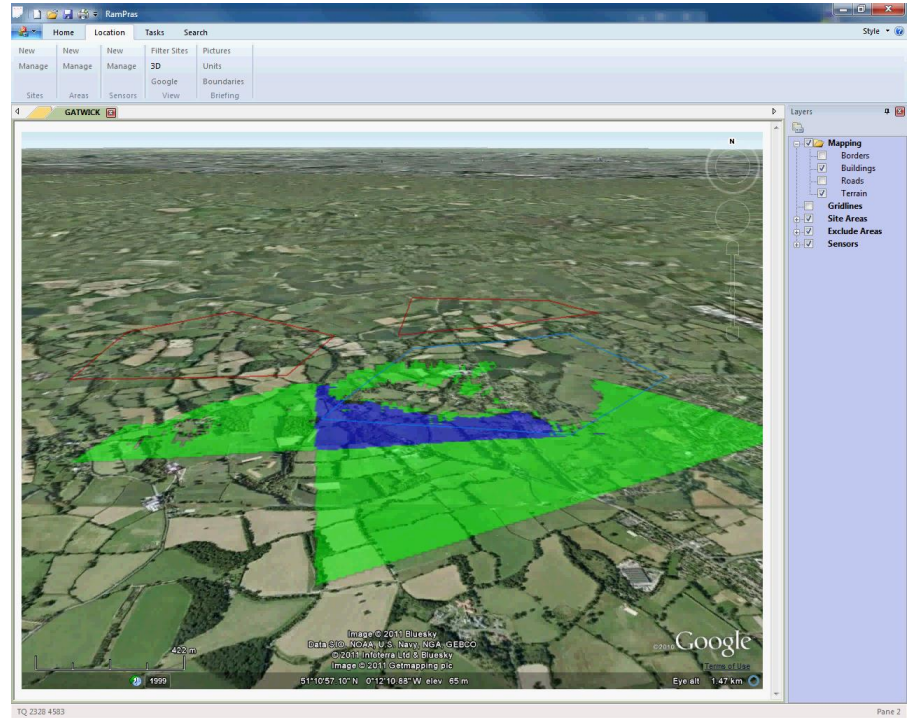 RamPras
Home Location Tasks Search Style
New New New Filter Sites Pictures
Manage Manage Manage 3D Units
Google Boundaries
Sites Areas Sensors View Briefing
GATWICK
Layers
N
Mapping
Borders
Buildings
Roads
Terrain
Gridlines
Site Areas
Exclude Areas
Sensors
Image © 2011 Bluesky
Data SIO, NOAA, U.S. Navy, NGA, GEBCO
© 2011 Infoterra Ltd & Bluesky
Image © 2011 Getmapping plc
©2010 Google
Terms of Use
422 m
1999
51°10'57.10" N 0°12'10.88" W elev 65 m
Eye alt 1.47 km
TQ 2328 4583
Pane 2